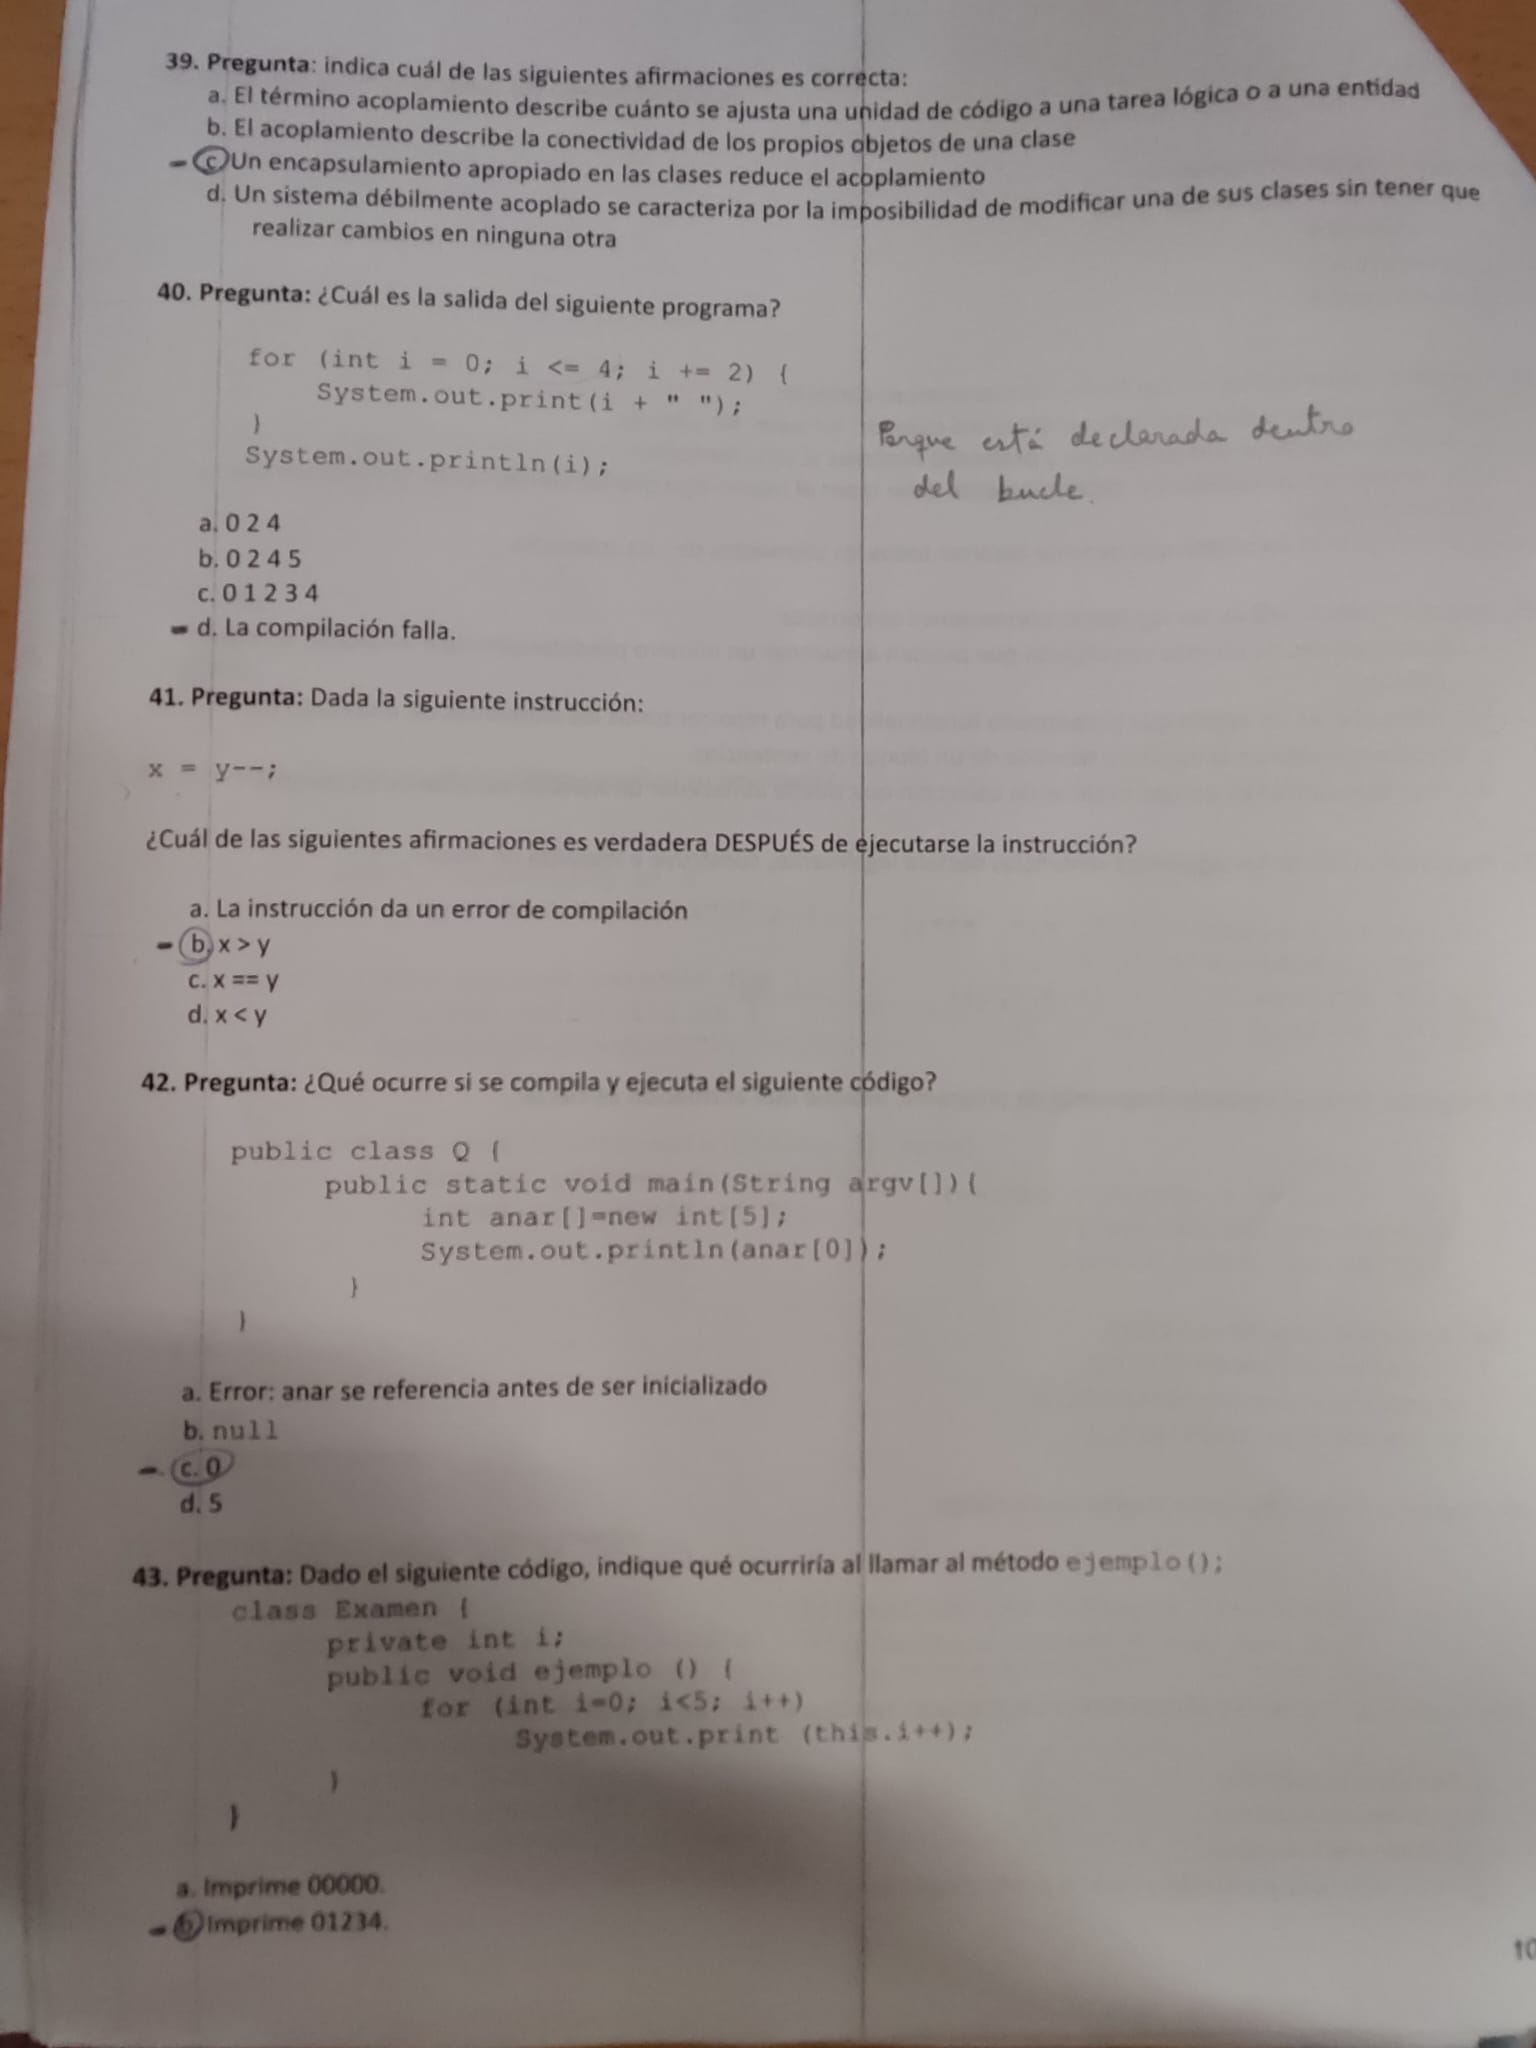 39. Pregunta: indica cuál de las siguientes afirmaciones es correcta:
a. El término acoplamiento describe cuánto se ajusta una unidad de código a una tarea lógica o a una entidad
b. El acoplamiento describe la conectividad de los propios objetos de una clase
c. Un encapsulamiento apropiado en las clases reduce el acoplamiento
d. Un sistema débilmente acoplado se caracteriza por la imposibilidad de modificar una de sus clases sin tener que
realizar cambios en ninguna otra
40. Pregunta: ¿Cuál es la salida del siguiente programa?
for (int i = 0; i <= 4; i += 2) {
System.out.print(i + " ");
}
System.out.println(i);
Porque está declarada dentro
del bucle.
a. 0 2 4
b. 0 2 4 5
c. 0 1 2 3 4
d. La compilación falla.
41. Pregunta: Dada la siguiente instrucción:
x = y--;
¿Cuál de las siguientes afirmaciones es verdadera DESPUÉS de ejecutarse la instrucción?
a. La instrucción da un error de compilación
b. x > y
c. x == y
d. x < y
42. Pregunta: ¿Qué ocurre si se compila y ejecuta el siguiente código?
public class Q {
public static void main(String argv[]){
int anar[]=new int[5];
System.out.println(anar[0]);
}
}
a. Error: anar se referencia antes de ser inicializado
b. null
c. 0
d. 5
43. Pregunta: Dado el siguiente código, indique qué ocurriría al llamar al método ejemplo();
class Examen {
private int i;
public void ejemplo () {
for (int i=0; i<5; i++)
System.out.print (this.i++);
}
}
a. Imprime 00000.
b. Imprime 01234.
10